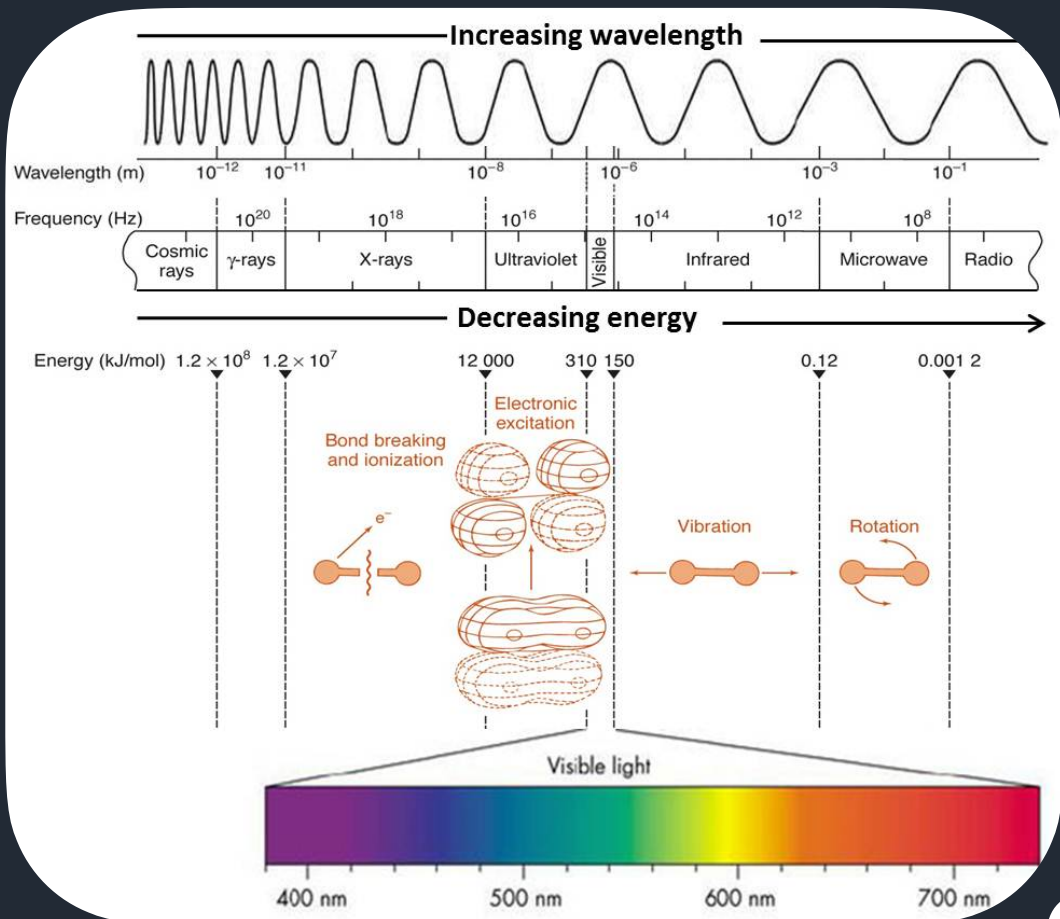 Increasing wavelength
Wavelength (m) 10⁻¹² 10⁻¹¹ 10⁻⁸ 10⁻⁶ 10⁻³ 10⁻¹
Frequency (Hz) 10²⁰ 10¹⁸ 10¹⁶ 10¹⁴ 10¹² 10⁸
Cosmic
rays
γ-rays
X-rays
Ultraviolet
Visible
Infrared
Microwave
Radio
Decreasing energy
Energy (kJ/mol) 1.2 × 10⁸ 1.2 × 10⁷ 12 000 310 150 0.12 0.001 2
Electronic
excitation
Bond breaking
and ionization
e⁻
Vibration
Rotation
Visible light
400 nm 500 nm 600 nm 700 nm